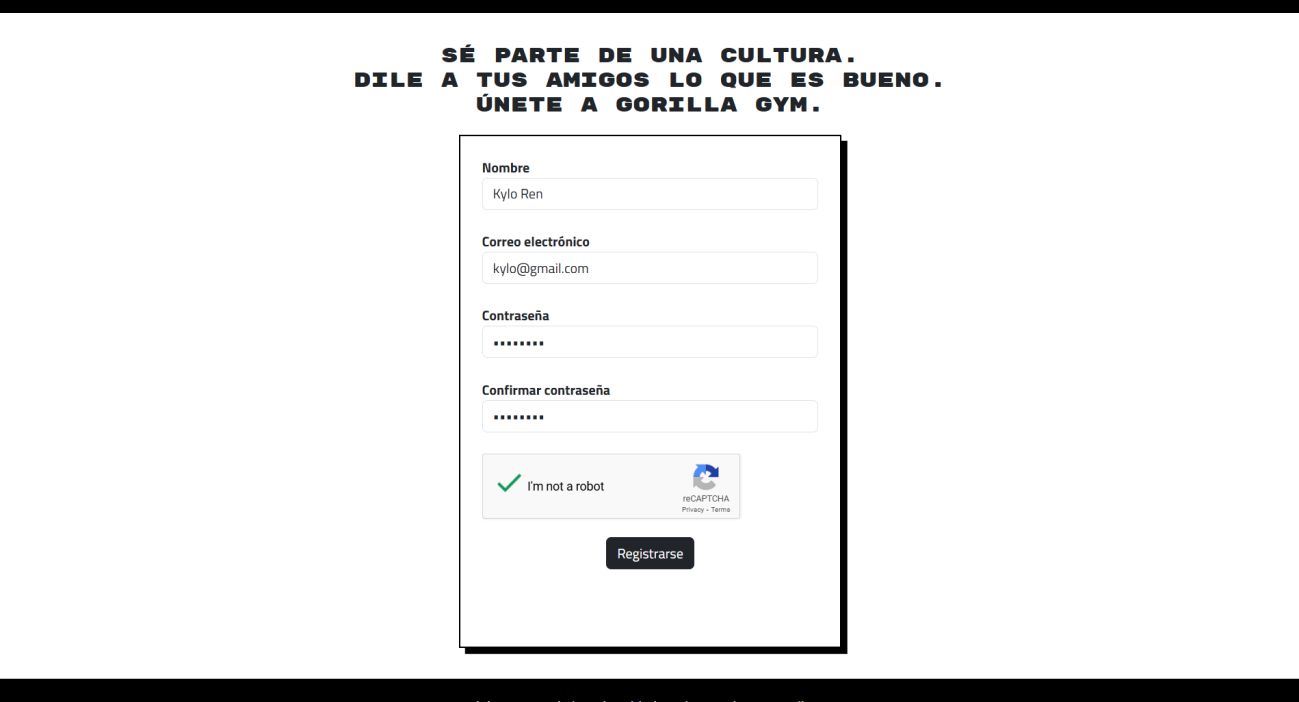 SÉ PARTE DE UNA CULTURA.
DILE A TUS AMIGOS LO QUE ES BUENO.
ÚNETE A GORILLA GYM.
Nombre
Kylo Ren
Correo electrónico
kylo@gmail.com
Contraseña
••••••••
Confirmar contraseña
••••••••
I'm not a robot
reCAPTCHA
Privacy - Terms
Registrarse